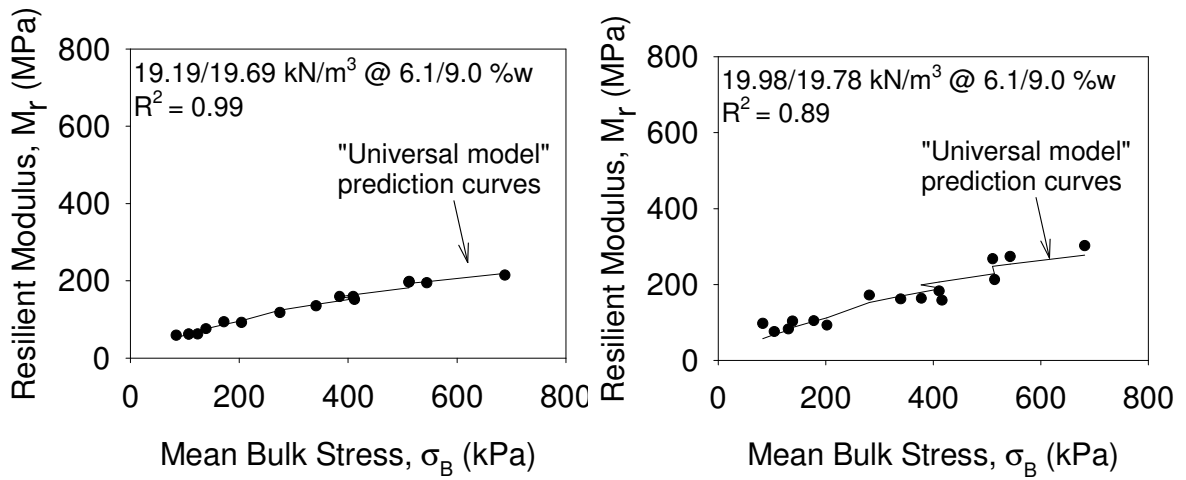 Resilient Modulus, Mr (MPa)
800
600
400
200
0
19.19/19.69 kN/m³ @ 6.1/9.0 %w
R² = 0.99
"Universal model"
prediction curves
0 200 400 600 800
Mean Bulk Stress, σB (kPa)
Resilient Modulus, Mr (MPa)
800
600
400
200
0
19.98/19.78 kN/m³ @ 6.1/9.0 %w
R² = 0.89
"Universal model"
prediction curves
0 200 400 600 800
Mean Bulk Stress, σB (kPa)